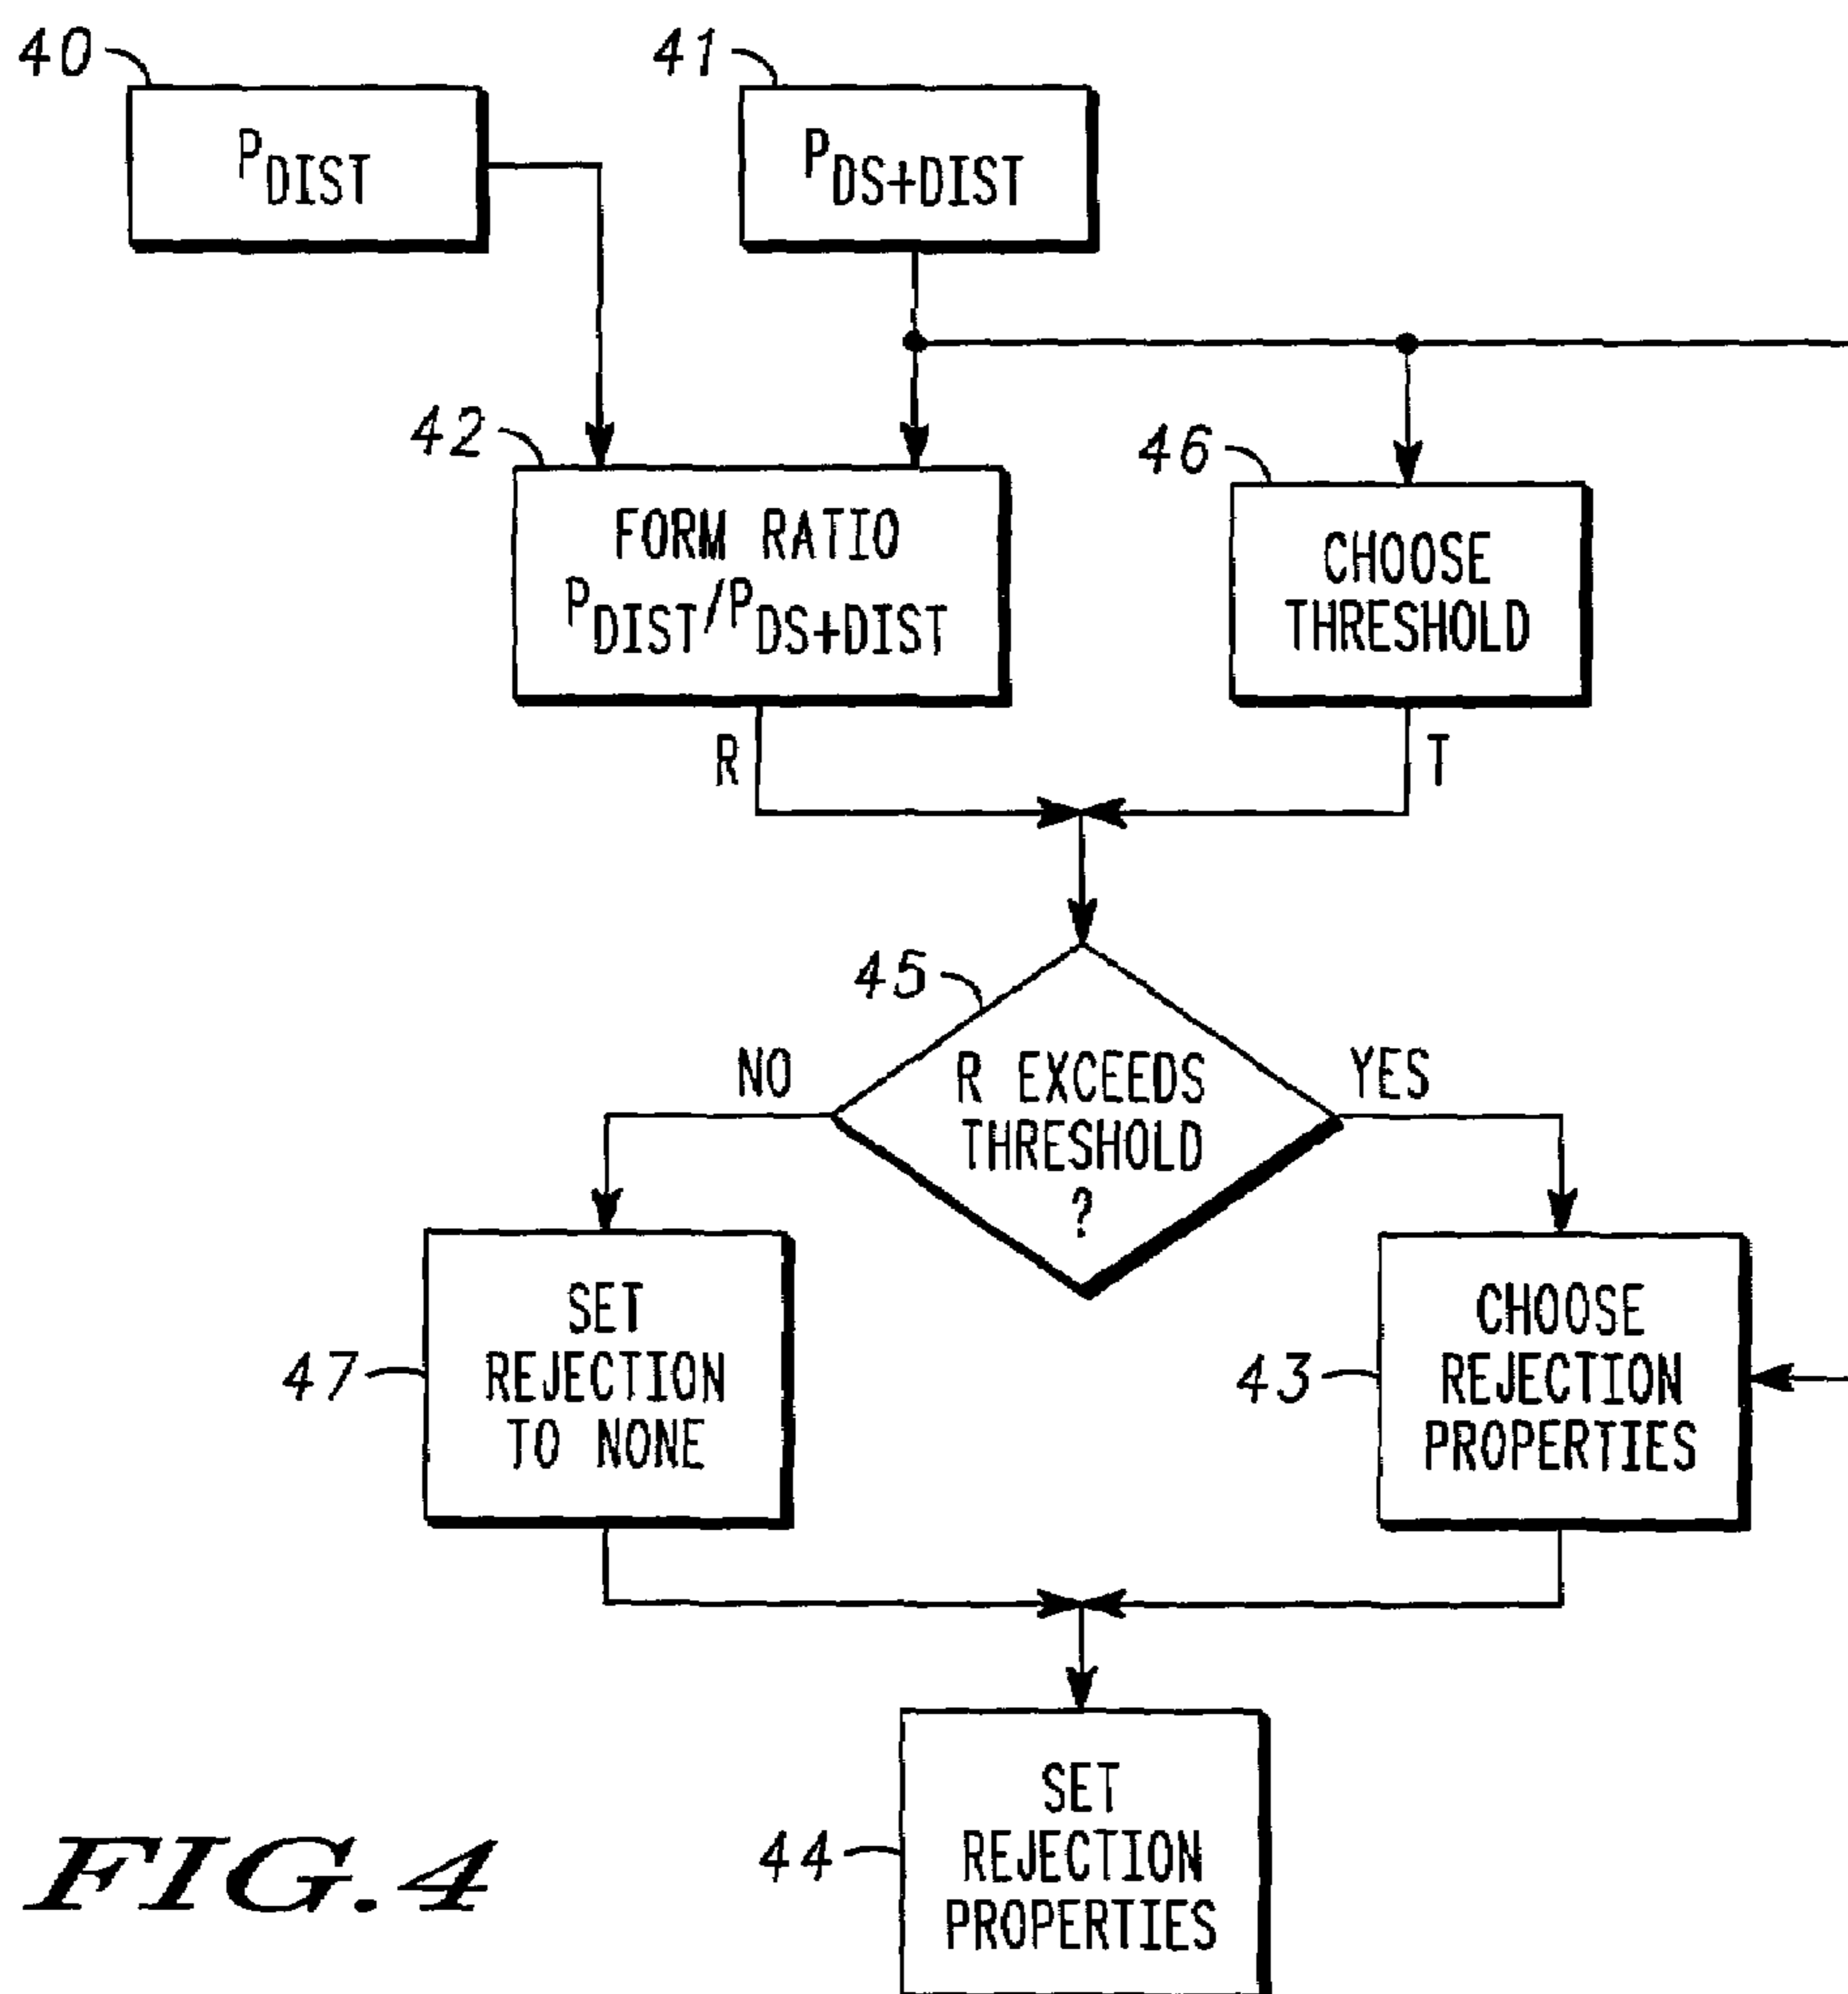 40
41
PDIST
PDS+DIST
42
46
FORM RATIO
PDIST/PDS+DIST
CHOOSE
THRESHOLD
R
T
45
NO
R EXCEEDS
THRESHOLD
?
YES
47
SET
REJECTION
TO NONE
43
CHOOSE
REJECTION
PROPERTIES
44
SET
REJECTION
PROPERTIES
FIG.4